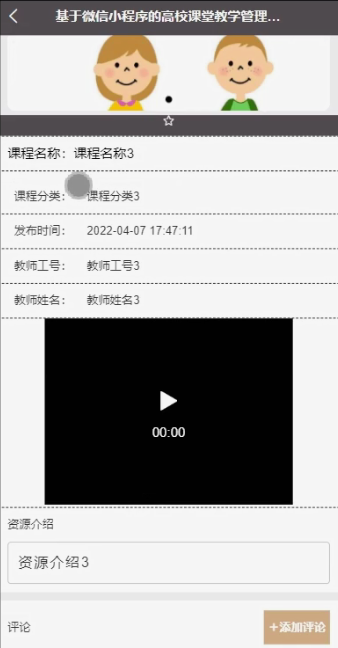 基于微信小程序的高校课堂教学管理...
课程名称：课程名称3
课程分类： 课程分类3
发布时间： 2022-04-07 17:47:11
教师工号： 教师工号3
教师姓名： 教师姓名3
00:00
资源介绍
资源介绍3
评论 +添加评论